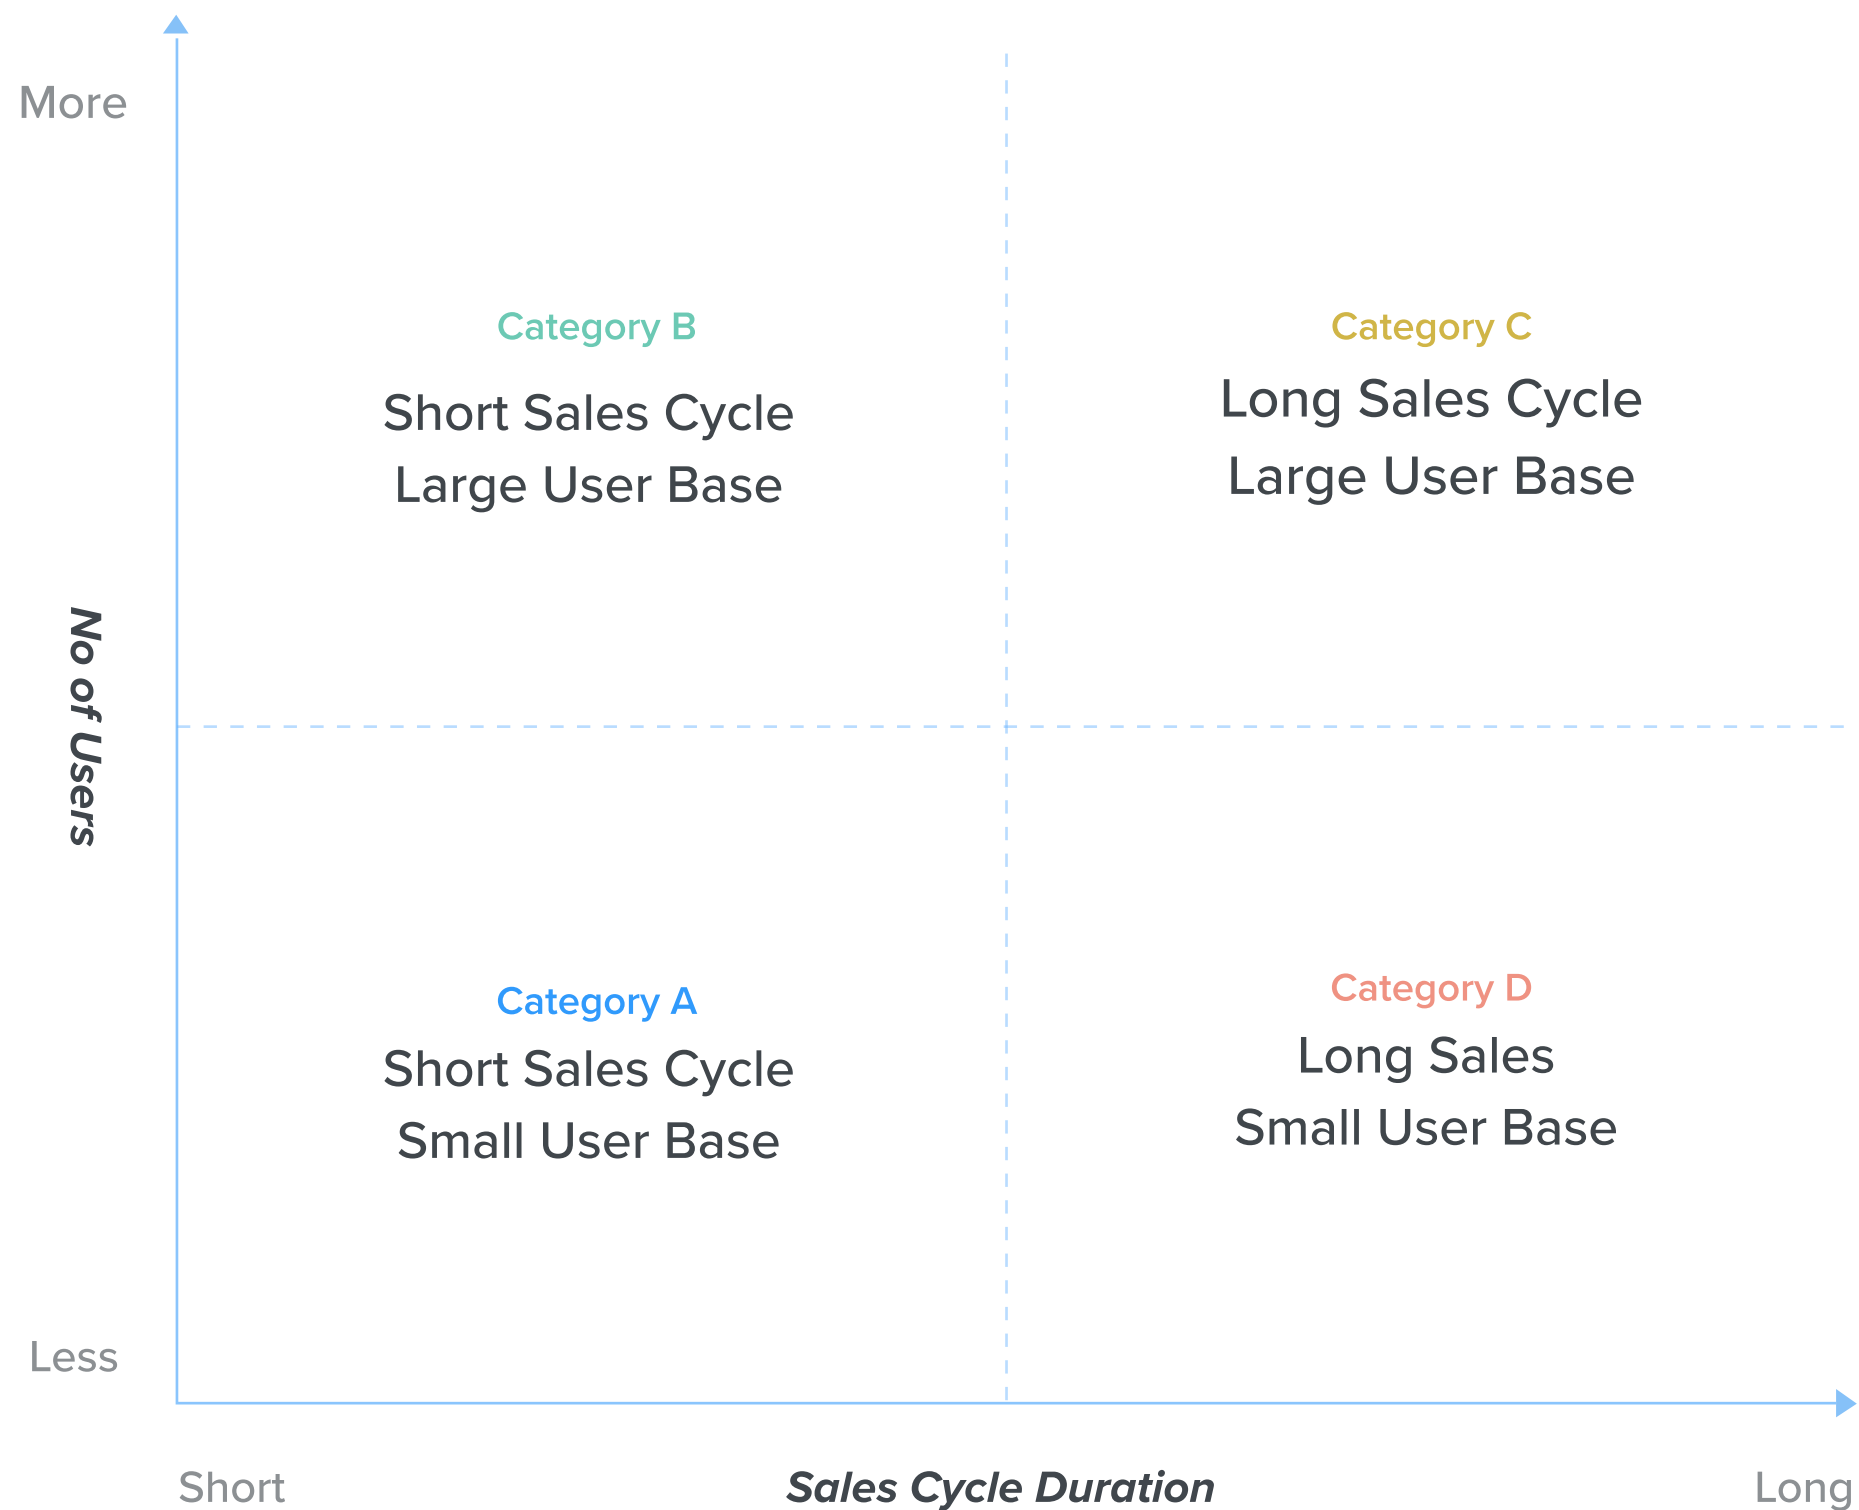 More
Category B
Short Sales Cycle
Large User Base
Category C
Long Sales Cycle
Large User Base
No of Users
Category A
Short Sales Cycle
Small User Base
Category D
Long Sales
Small User Base
Less
Short
Sales Cycle Duration
Long